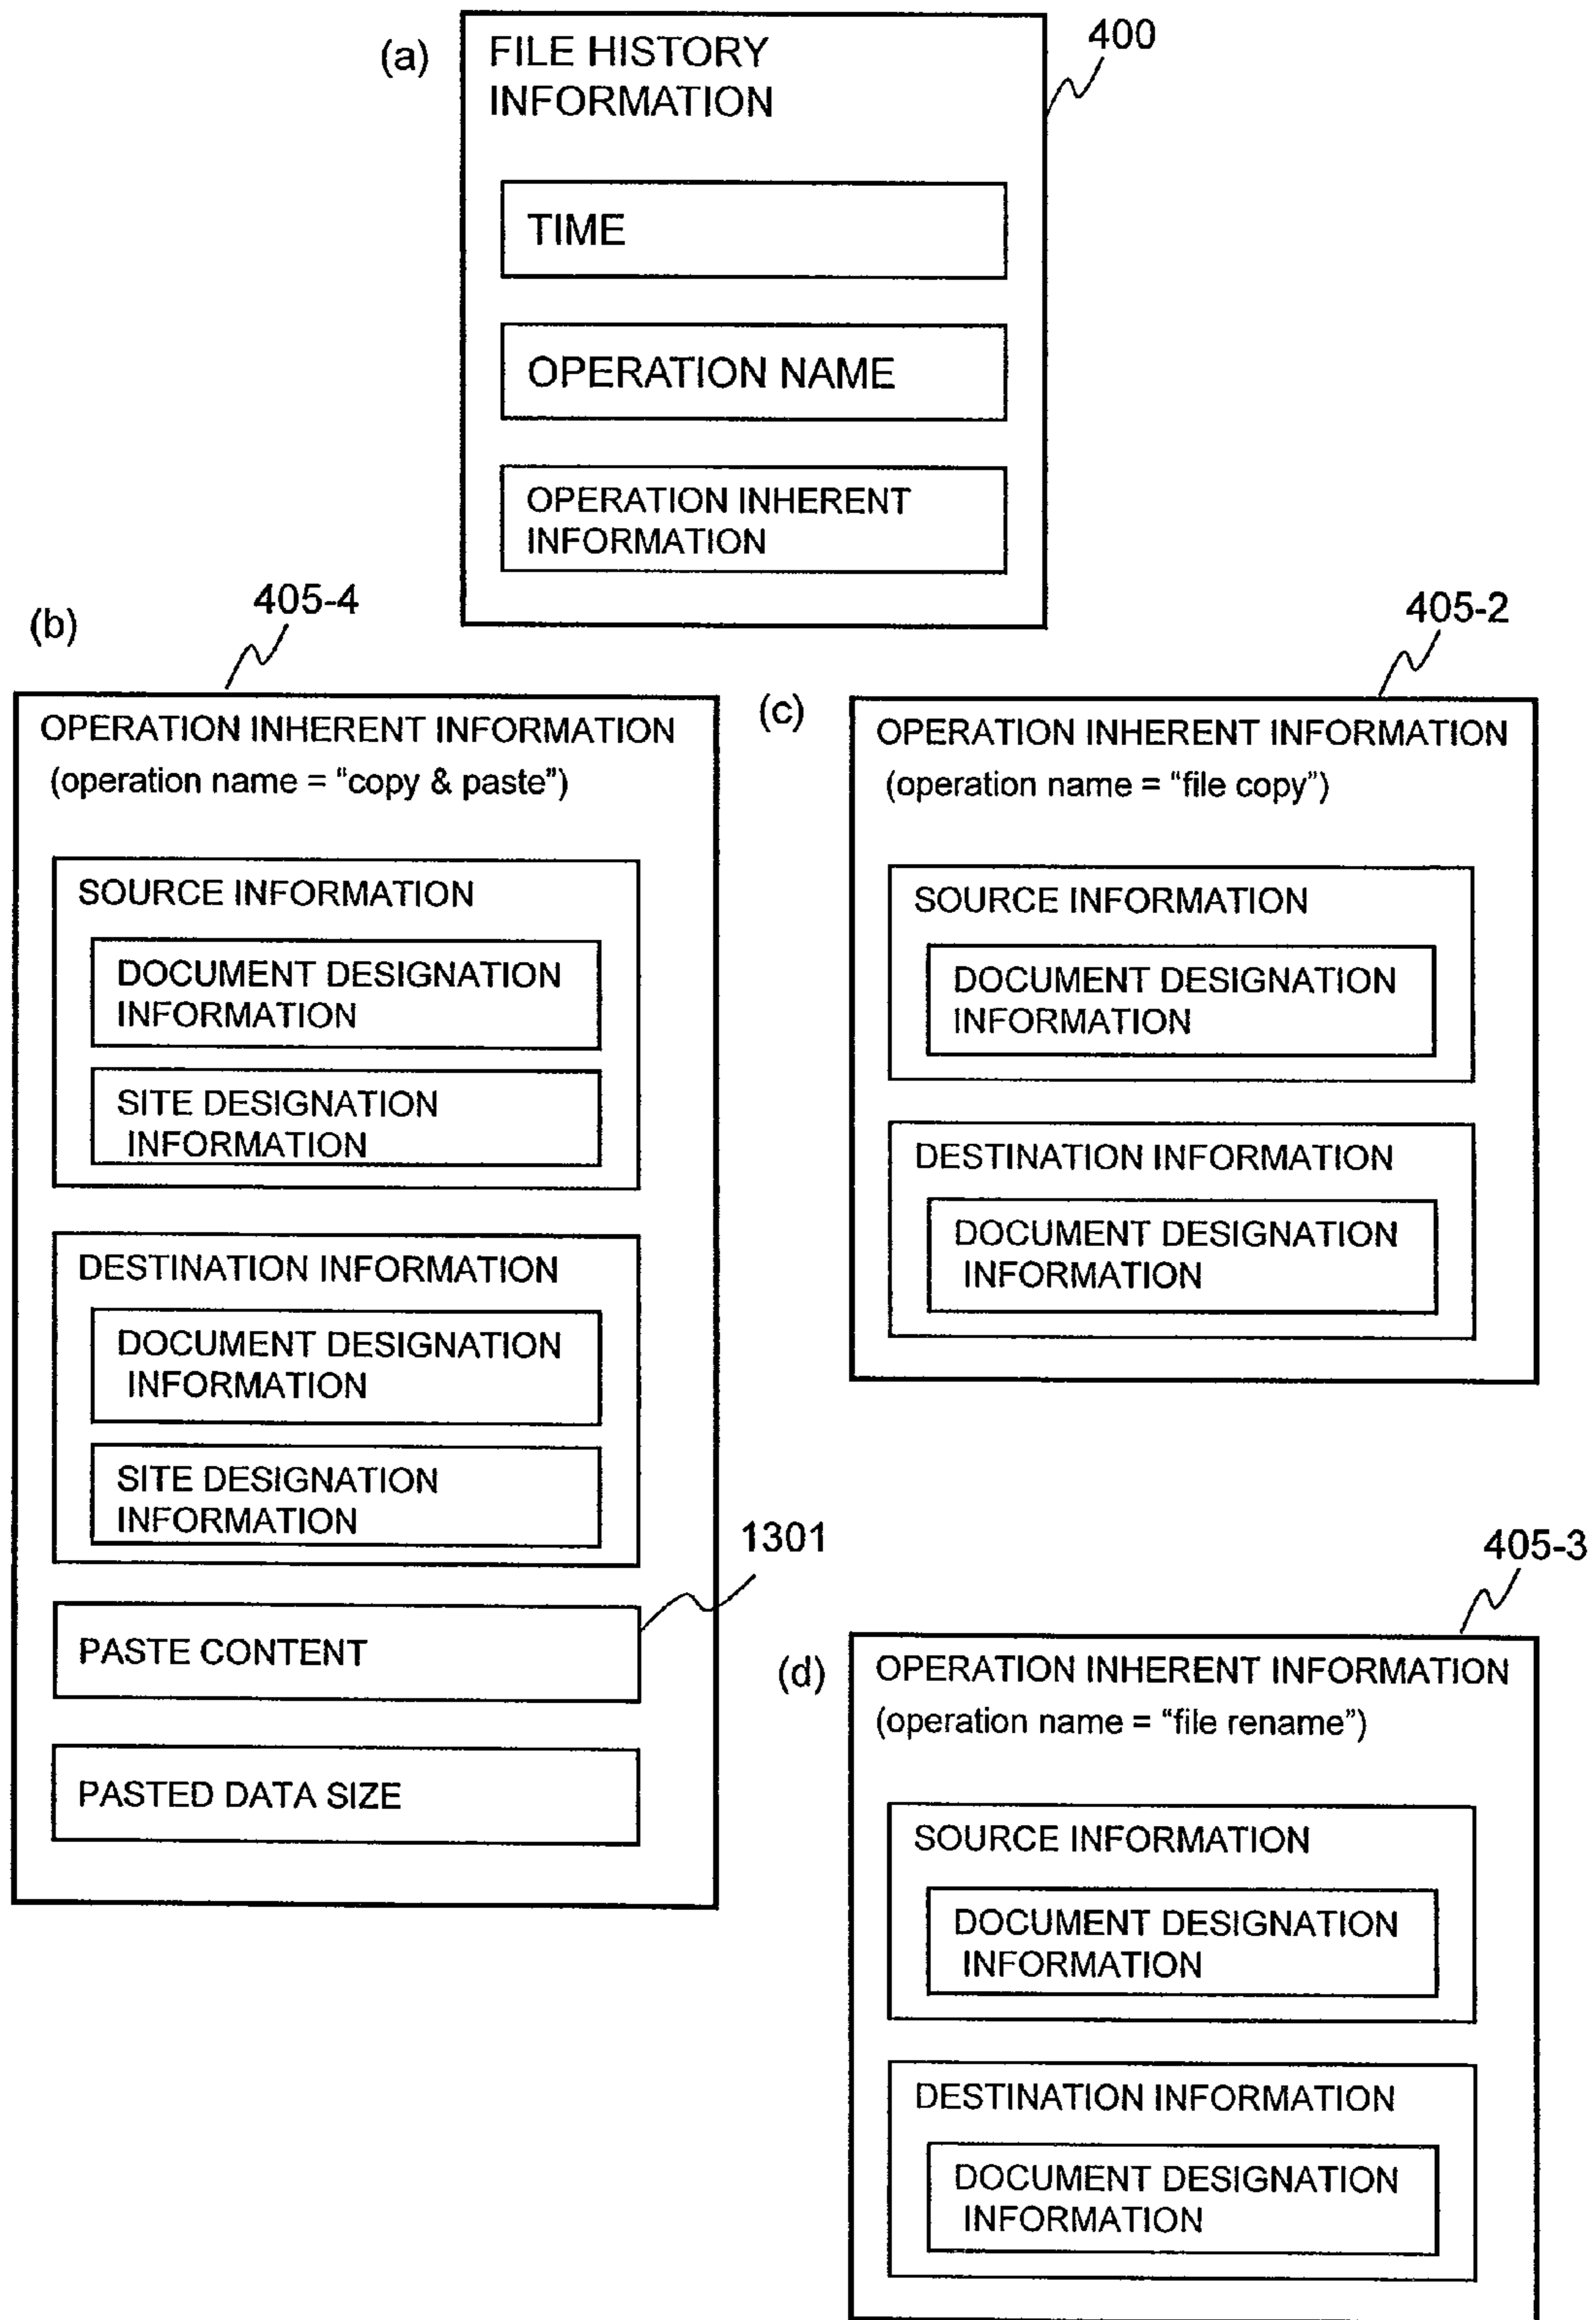 (a)
400
FILE HISTORY
INFORMATION
TIME
OPERATION NAME
OPERATION INHERENT
INFORMATION
(b)
405-4
OPERATION INHERENT INFORMATION
(operation name = “copy & paste”)
SOURCE INFORMATION
DOCUMENT DESIGNATION
INFORMATION
SITE DESIGNATION
INFORMATION
DESTINATION INFORMATION
DOCUMENT DESIGNATION
INFORMATION
SITE DESIGNATION
INFORMATION
1301
PASTE CONTENT
PASTED DATA SIZE
(c)
405-2
OPERATION INHERENT INFORMATION
(operation name = “file copy”)
SOURCE INFORMATION
DOCUMENT DESIGNATION
INFORMATION
DESTINATION INFORMATION
DOCUMENT DESIGNATION
INFORMATION
(d)
405-3
OPERATION INHERENT INFORMATION
(operation name = “file rename”)
SOURCE INFORMATION
DOCUMENT DESIGNATION
INFORMATION
DESTINATION INFORMATION
DOCUMENT DESIGNATION
INFORMATION